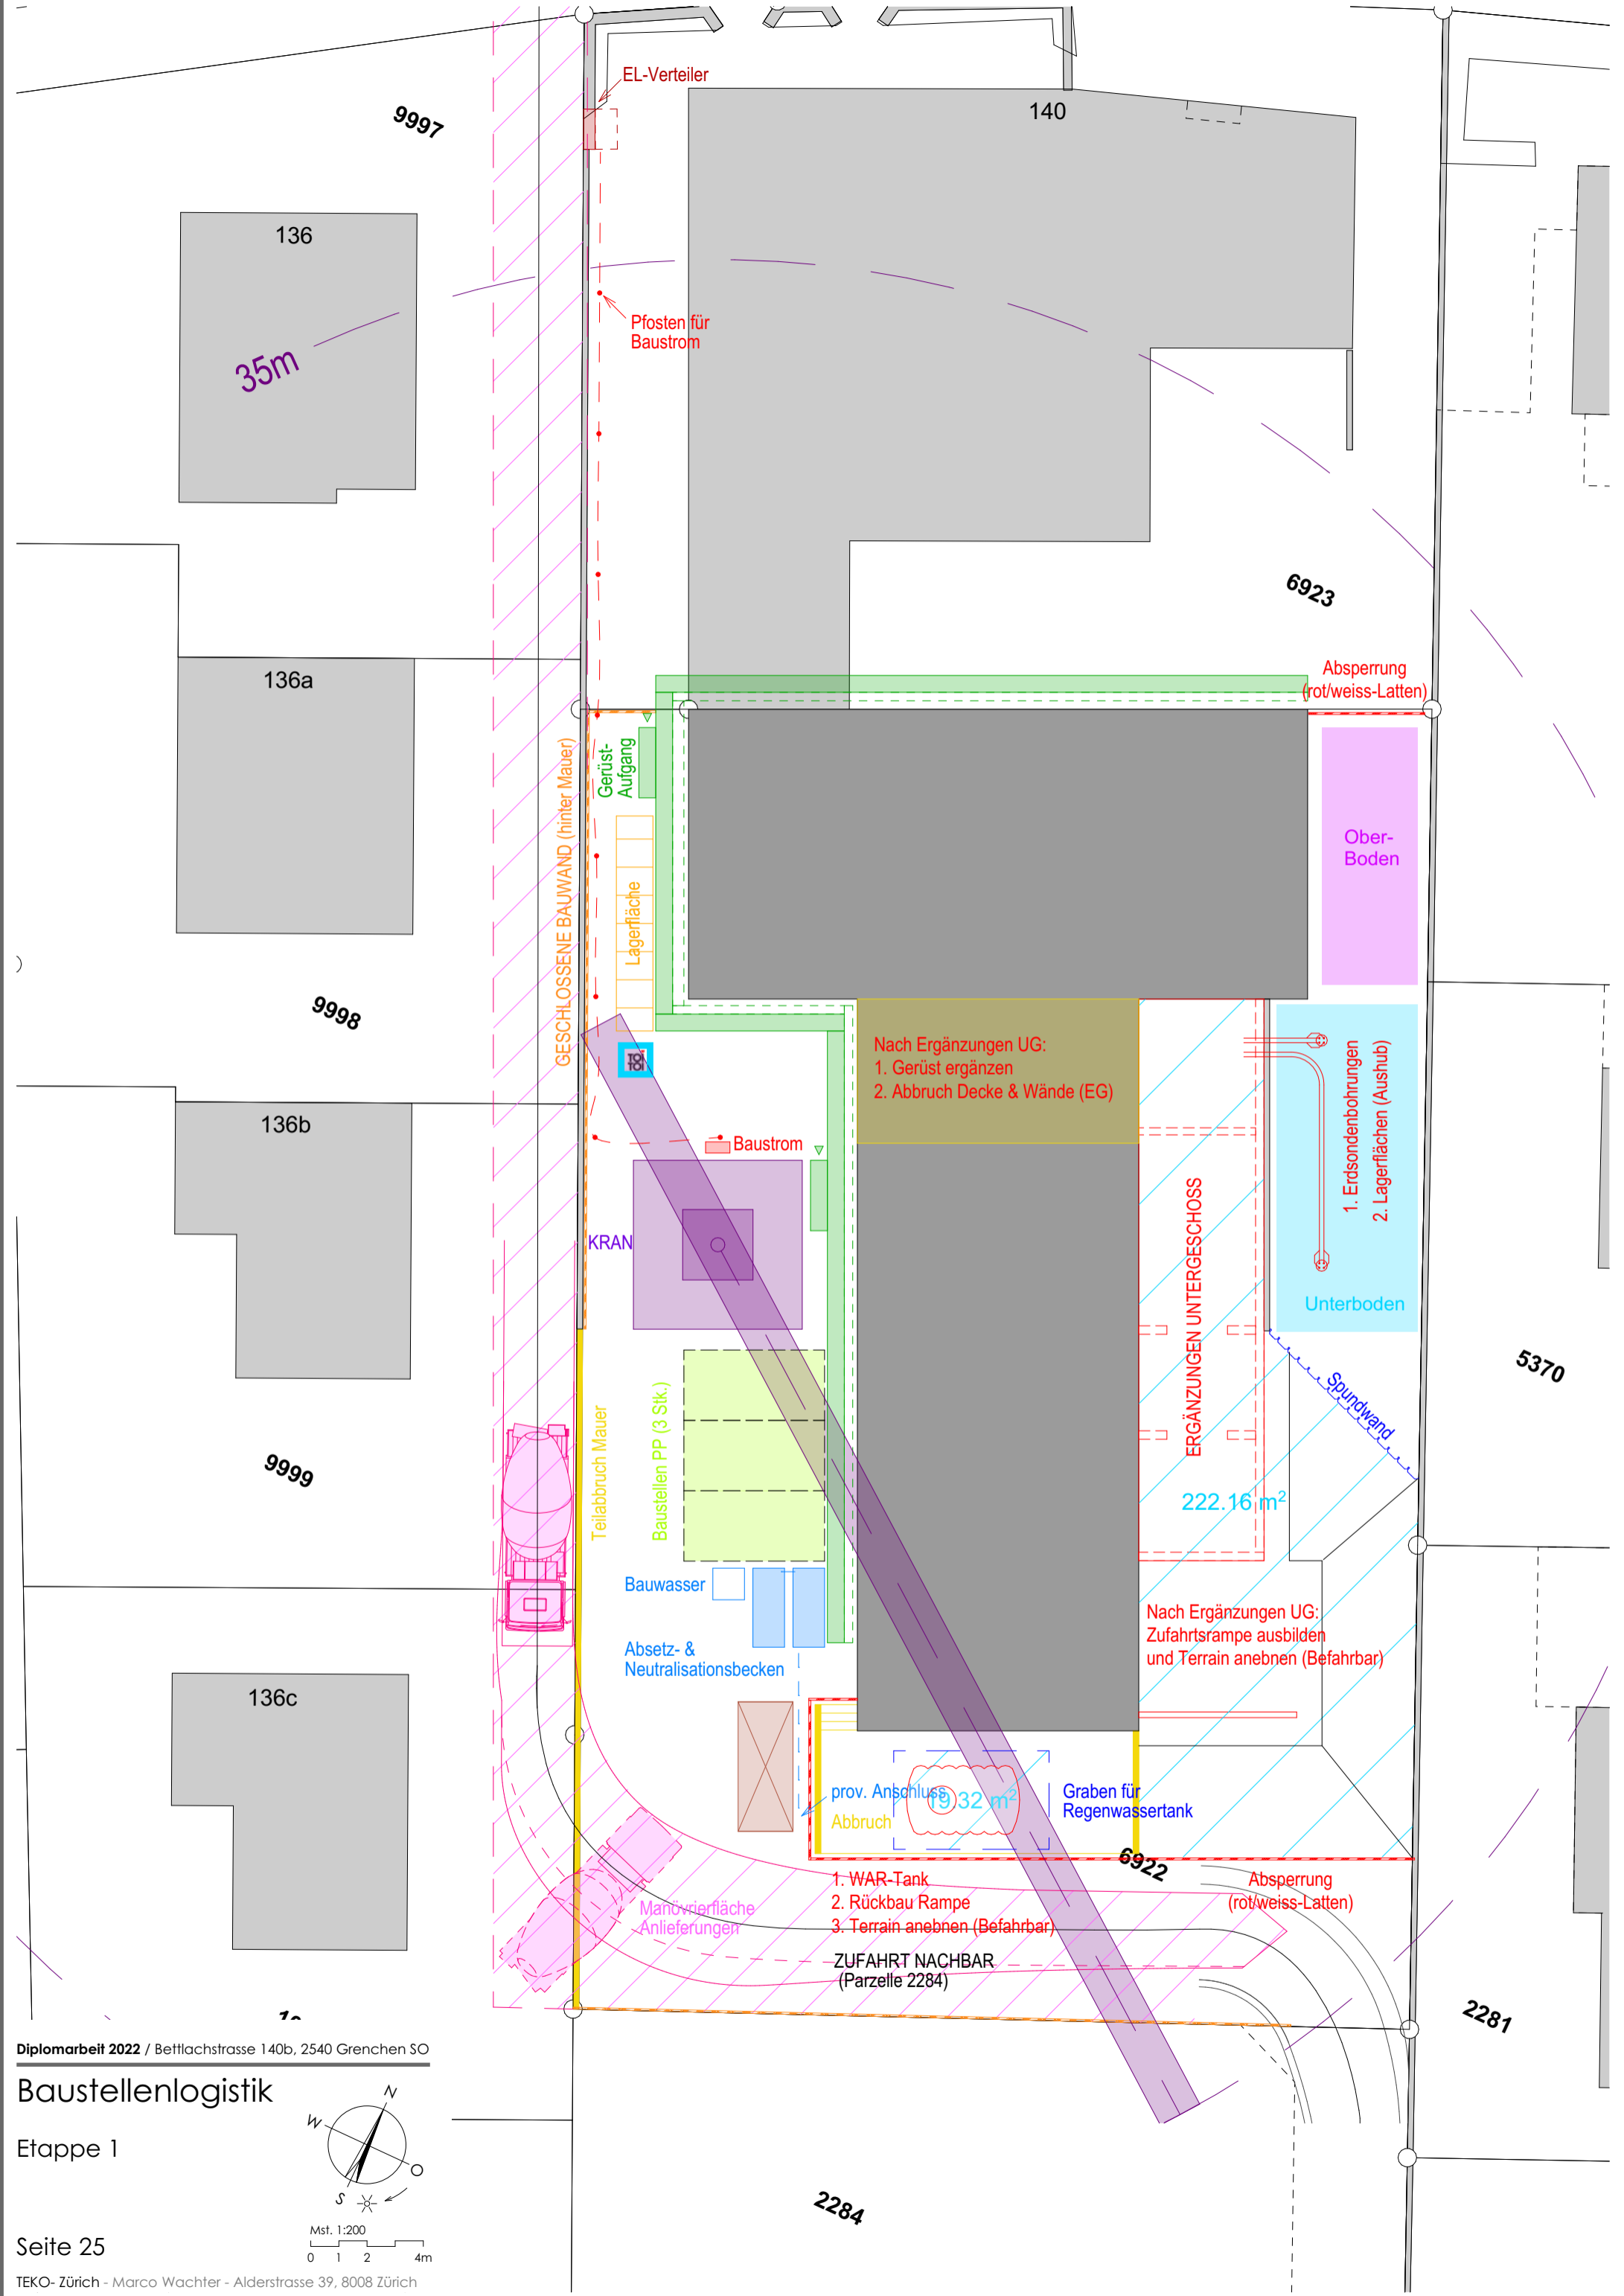 EL-Verteiler
140
9997
136
35m
Pfosten für
Baustrom
6923
136a
Absperrung
(rot/weiss-Latten)
GESCHLOSSENE BAUWAND (hinter Mauer)
Gerüst-
Aufgang
Ober-
Boden
Lagerfläche
9998
TOI
TOI
Nach Ergänzungen UG:
1. Gerüst ergänzen
2. Abbruch Decke & Wände (EG)
1. Erdsondenbohrungen
2. Lagerflächen (Aushub)
136b
Baustrom
KRAN
ERGÄNZUNGEN UNTERGESCHOSS
Unterboden
5370
Spundwand
Teilabbruch Mauer
Baustellen PP (3 Stk.)
9999
222.16 m²
Bauwasser
Absetz- &
Neutralisationsbecken
Nach Ergänzungen UG:
Zufahrtsrampe ausbilden
und Terrain anebnen (Befahrbar)
136c
prov. Anschluss
Abbruch
19.32 m²
Graben für
Regenwassertank
6922
1. WAR-Tank
2. Rückbau Rampe
3. Terrain anebnen (Befahrbar)
Absperrung
(rot/weiss-Latten)
Manövrierfläche
Anlieferungen
ZUFAHRT NACHBAR
(Parzelle 2284)
2281
Diplomarbeit 2022 / Bettlachstrasse 140b, 2540 Grenchen SO
Baustellenlogistik
N
W
O
S
Etappe 1
2284
Mst. 1:200
0 1 2 4m
Seite 25
TEKO- Zürich - Marco Wachter - Alderstrasse 39, 8008 Zürich